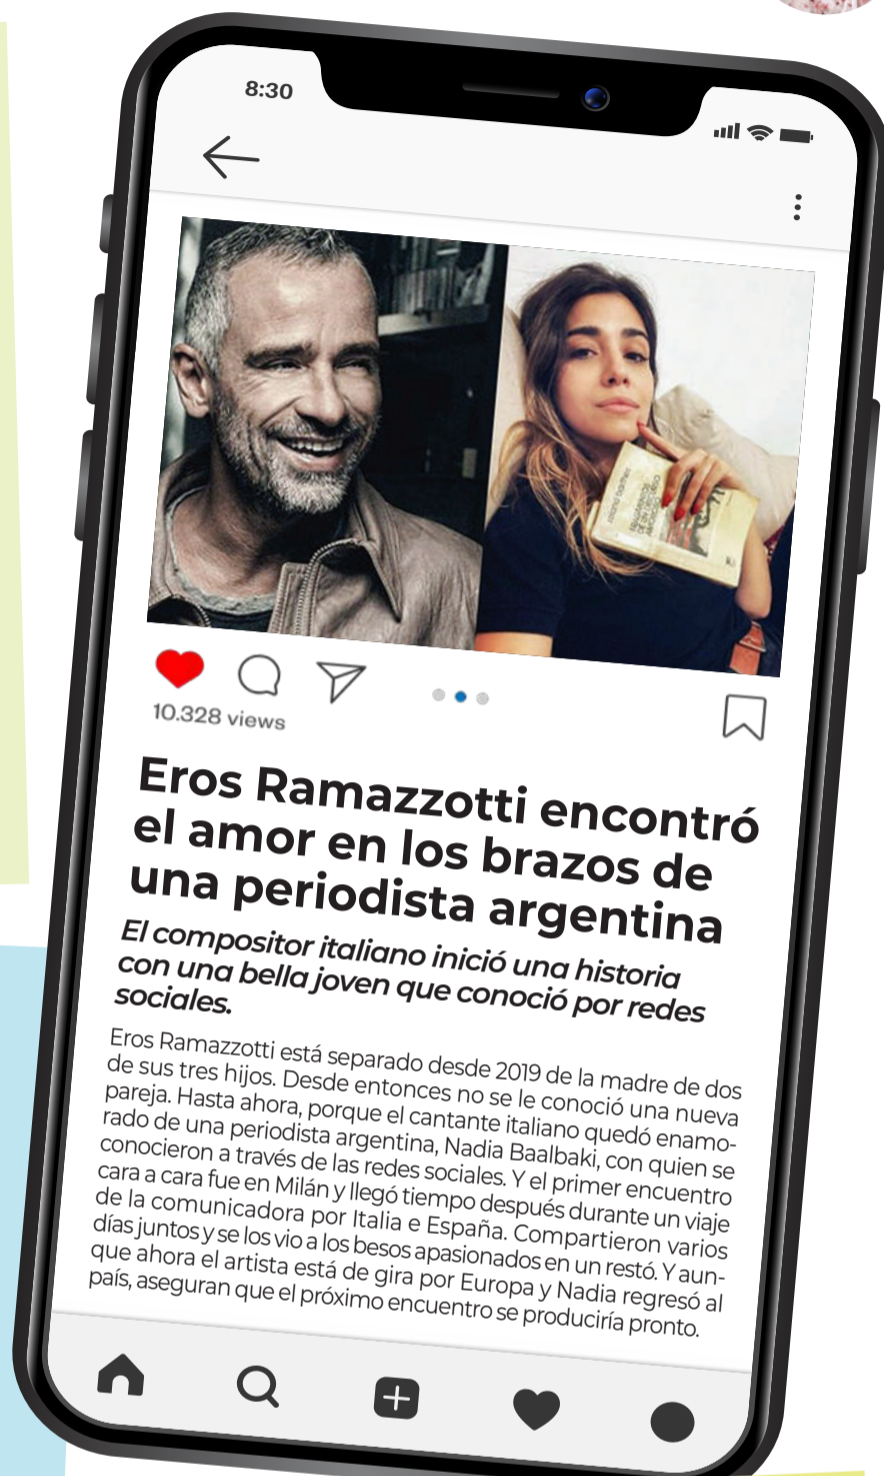 8:30
10.328 views
Eros Ramazzotti encontró
el amor en los brazos de
una periodista argentina
El compositor italiano inició una historia
con una bella joven que conoció por redes
sociales.
Eros Ramazzotti está separado desde 2019 de la madre de dos
de sus tres hijos. Desde entonces no se le conoció una nueva
pareja. Hasta ahora, porque el cantante italiano quedó enamo-
rado de una periodista argentina, Nadia Baalbaki, con quien se
conocieron a través de las redes sociales. Y el primer encuentro
cara a cara fue en Milán y llegó tiempo después durante un viaje
de la comunicadora por Italia e España. Compartieron varios
días juntos y se los vio a los besos apasionados en un restó. Y aun-
que ahora el artista está de gira por Europa y Nadia regresó al
país, aseguran que el próximo encuentro se produciría pronto.